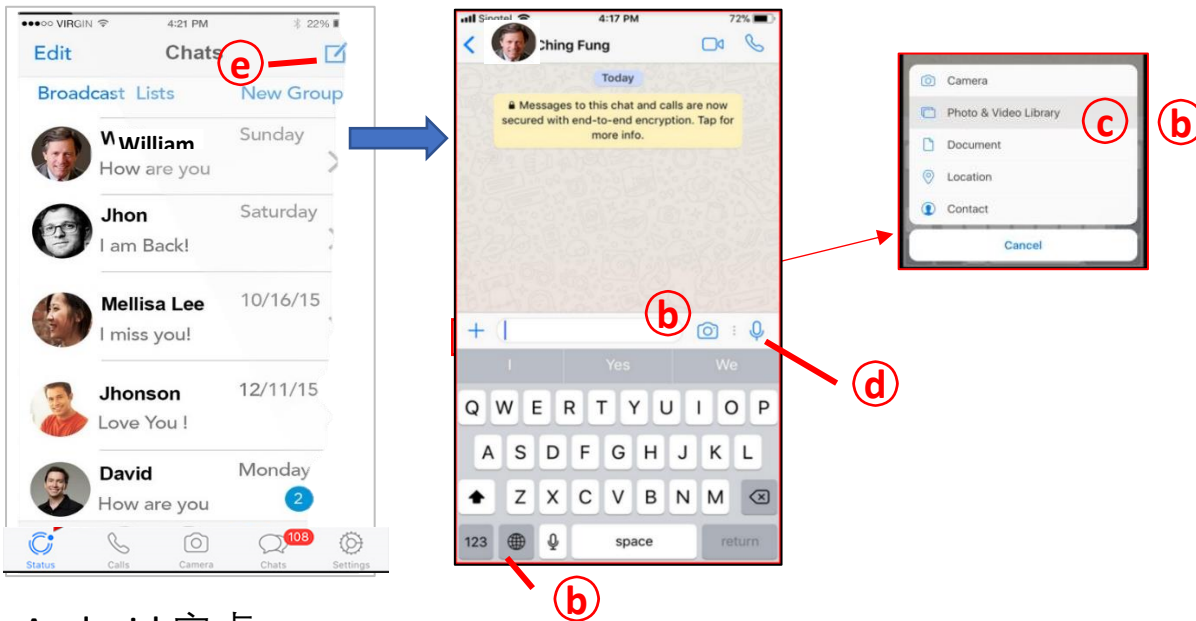 VIRGIN 4:21 PM 22%
Edit Chats
e
Broadcast Lists New Group
William Sunday
How are you
Jhon Saturday
I am Back!
Mellisa Lee 10/16/15
I miss you!
Jhonson 12/11/15
Love You !
David Monday
How are you 2
108
Status Calls Camera Chats Settings
Singtel 4:17 PM 72%
Ching Fung
Today
Messages to this chat and calls are now
secured with end-to-end encryption. Tap for
more info.
b
d
I Yes We
Q W E R T Y U I O P
A S D F G H J K L
Z X C V B N M
123 space return
b
Camera
Photo & Video Library
c b
Document
Location
Contact
Cancel